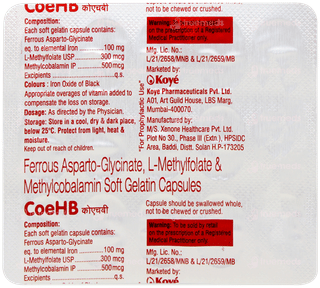 CoeHB कोएचबी
Composition:
Each soft gelatin capsule contains:
Ferrous Asparto-Glycinate
eq. to elemental Iron ..........100 mg
L-Methylfolate USP .......300 mcg
Methylcobalamin IP .......500 mcg
Excipients ..........q.s.
Colours : Iron Oxide of Black
Appropriate overages of vitamin added to
compensate the loss on storage.
Dosage: As directed by the Physician.
Storage: Store in a cool, dry & dark place,
below 25°C. Protect from light, heat &
moisture.
Keep out of reach of children.
"For Prophylactic Use"
not to be chewed or crushed.
Warning:
on the prescription of a Registered
Medical Practitioner only.
Mfg. Lic. No.:
L/21/2658/MNB & L/21/2659/MB
Marketed by:
Koyé
Koye Pharmaceuticals Pvt. Ltd.
A01, Art Guild House, LBS Marg,
Mumbai-400070.
Manufactured by:
M/S. Xenone Healthcare Pvt. Ltd.
Plot No 30., Phase III (Extn.), HPSIDC
Area, Baddi, Distt. Solan H.P-173205
Ferrous Asparto-Glycinate, L-Methylfolate &
Methylcobalamin Soft Gelatin Capsules
CoeHB कोएचबी
Composition:
Each soft gelatin capsule contains:
Ferrous Asparto-Glycinate
eq. to elemental Iron ..........100 mg
L-Methylfolate USP .......300 mcg
Methylcobalamin IP .......500 mcg
Excipients ..........q.s.
Capsule should be swallowed whole,
not to be chewed or crushed.
Warning: To be sold by retail
on the prescription of a Registered
Medical Practitioner only.
Mfg. Lic. No.:
L/21/2658/MNB & L/21/2659/MB
Marketed by:
Koyé